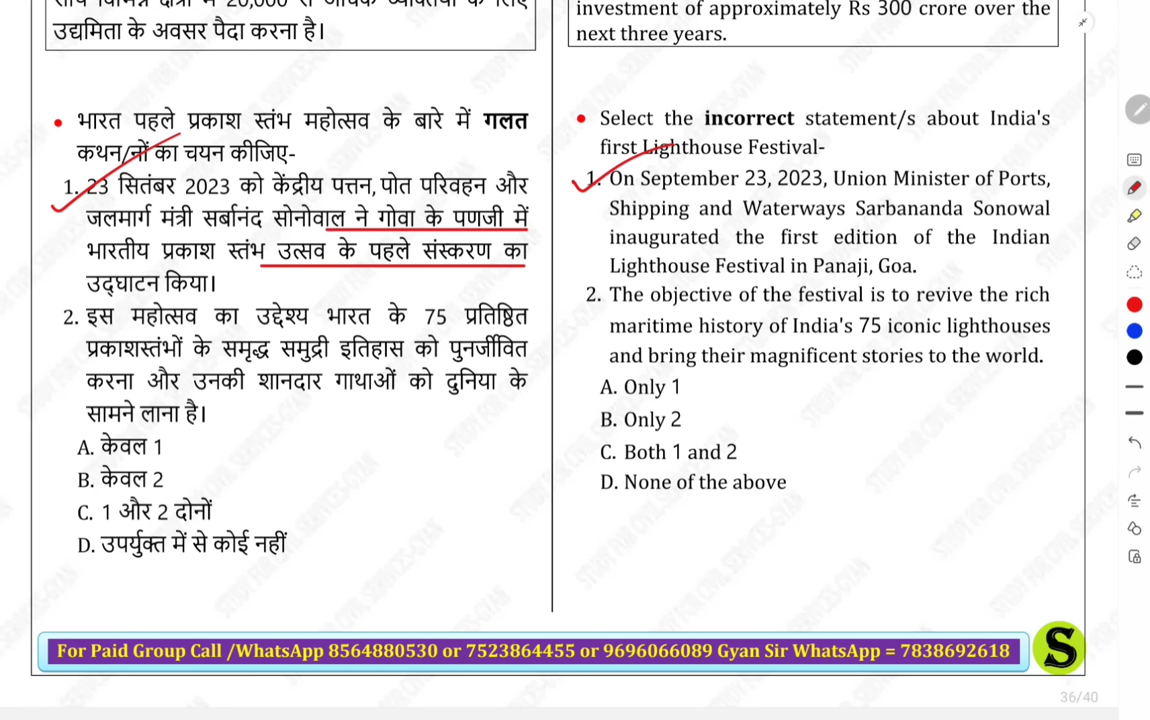 उद्यमिता के अवसर पैदा करना है।
• भारत पहले प्रकाश स्तंभ महोत्सव के बारे में गलत
कथन/नों का चयन कीजिए-
1. 23 सितंबर 2023 को केंद्रीय पत्तन, पोत परिवहन और
जलमार्ग मंत्री सर्बानंद सोनोवाल ने गोवा के पणजी में
भारतीय प्रकाश स्तंभ उत्सव के पहले संस्करण का
उद्घाटन किया।
2. इस महोत्सव का उद्देश्य भारत के 75 प्रतिष्ठित
प्रकाशस्तंभों के समृद्ध समुद्री इतिहास को पुनर्जीवित
करना और उनकी शानदार गाथाओं को दुनिया के
सामने लाना है।
A. केवल 1
B. केवल 2
C. 1 और 2 दोनों
D. उपर्युक्त में से कोई नहीं
investment of approximately Rs 300 crore over the
next three years.
• Select the incorrect statement/s about India's
first Lighthouse Festival-
1. On September 23, 2023, Union Minister of Ports,
Shipping and Waterways Sarbananda Sonowal
inaugurated the first edition of the Indian
Lighthouse Festival in Panaji, Goa.
2. The objective of the festival is to revive the rich
maritime history of India's 75 iconic lighthouses
and bring their magnificent stories to the world.
A. Only 1
B. Only 2
C. Both 1 and 2
D. None of the above
For Paid Group Call /WhatsApp 8564880530 or 7523864455 or 9696066089 Gyan Sir WhatsApp = 7838692618
S
36/40